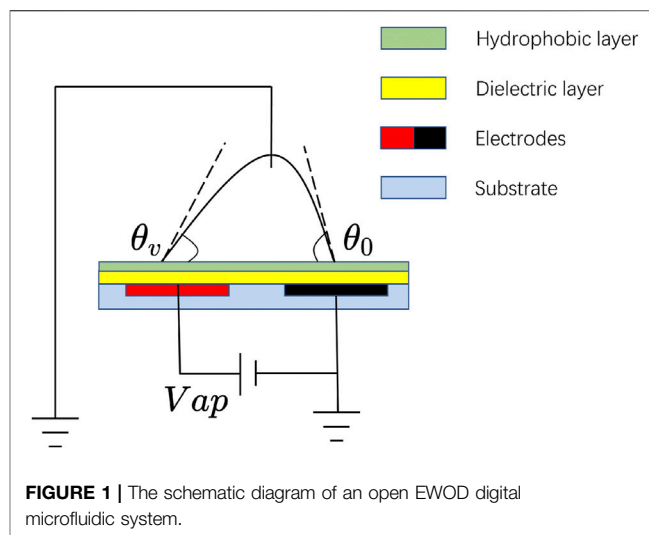 Hydrophobic layer
Dielectric layer
Electrodes
Substrate
θv θ0
Vap
FIGURE 1 | The schematic diagram of an open EWOD digital
microfluidic system.